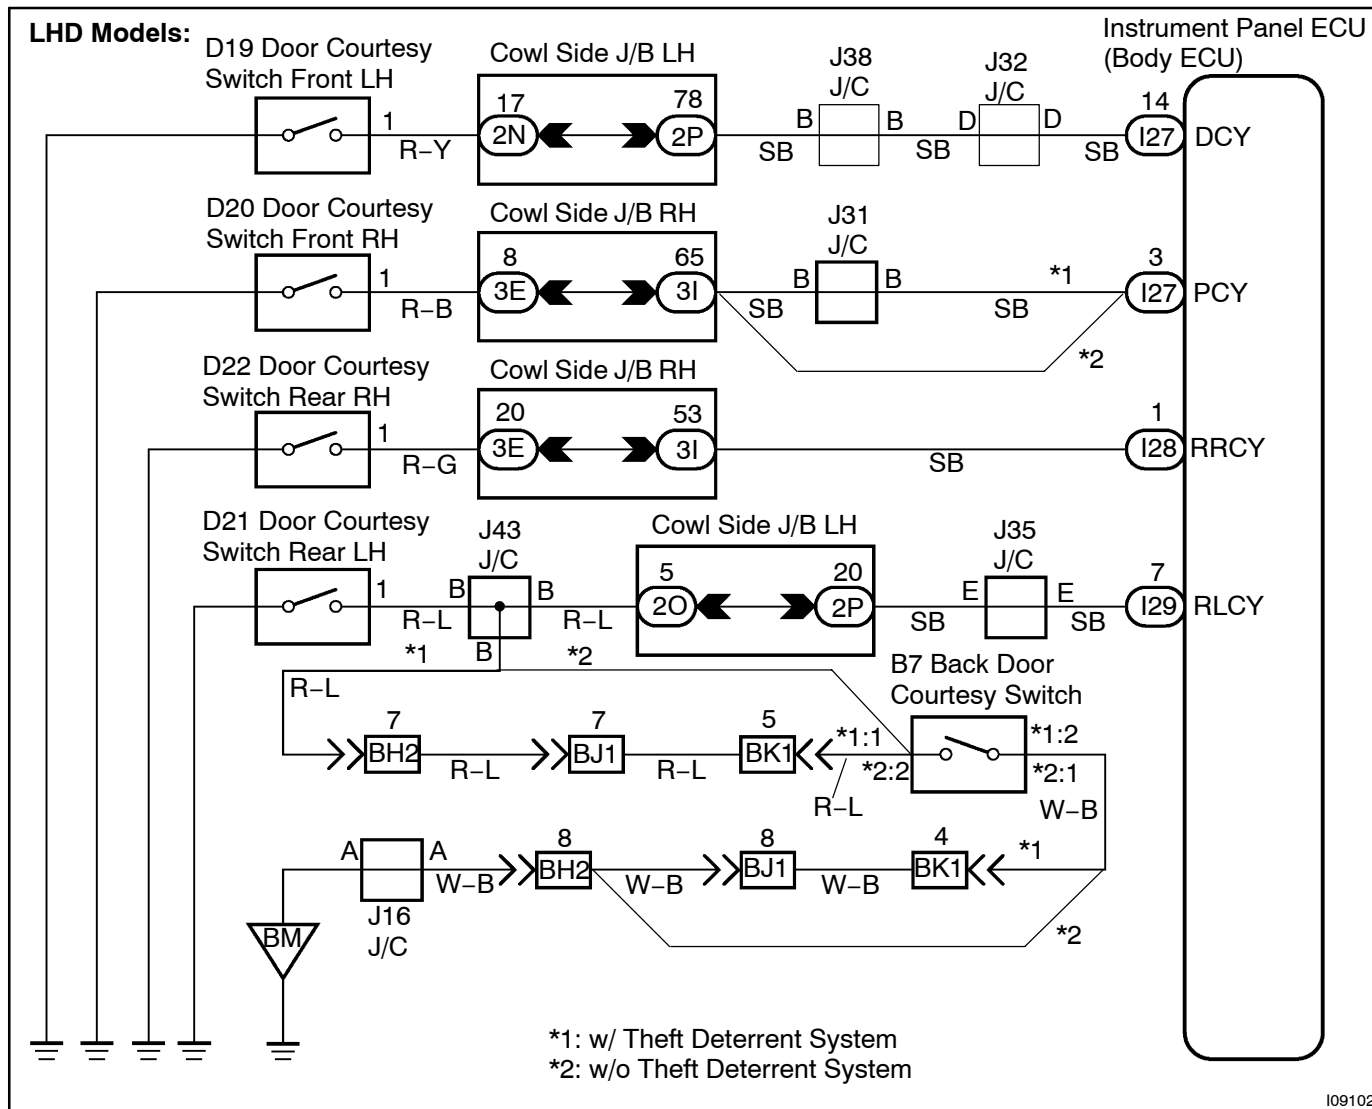 LHD Models:
D19 Door Courtesy
Switch Front LH
Cowl Side J/B LH
J38
J/C
J32
J/C
Instrument Panel ECU
(Body ECU)
1
R-Y
17
2N
78
2P
SB
B
B
SB
D
D
SB
14
I27
DCY
D20 Door Courtesy
Switch Front RH
Cowl Side J/B RH
J31
J/C
1
R-B
8
3E
65
3I
SB
B
B
SB
*1
*2
3
I27
PCY
D22 Door Courtesy
Switch Rear RH
Cowl Side J/B RH
1
R-G
20
3E
53
3I
SB
1
I28
RRCY
D21 Door Courtesy
Switch Rear LH
J43
J/C
Cowl Side J/B LH
J35
J/C
1
R-L
B
B
B
R-L
5
2O
20
2P
SB
E
E
SB
7
I29
RLCY
*1
*2
R-L
B7 Back Door
Courtesy Switch
7
BH2
R-L
7
BJ1
R-L
5
BK1
*1:1
*2:2
R-L
*1:2
*2:1
W-B
A
A
J16
J/C
W-B
8
BH2
W-B
8
BJ1
W-B
4
BK1
*1
*2
BM
*1: w/ Theft Deterrent System
*2: w/o Theft Deterrent System
I09102